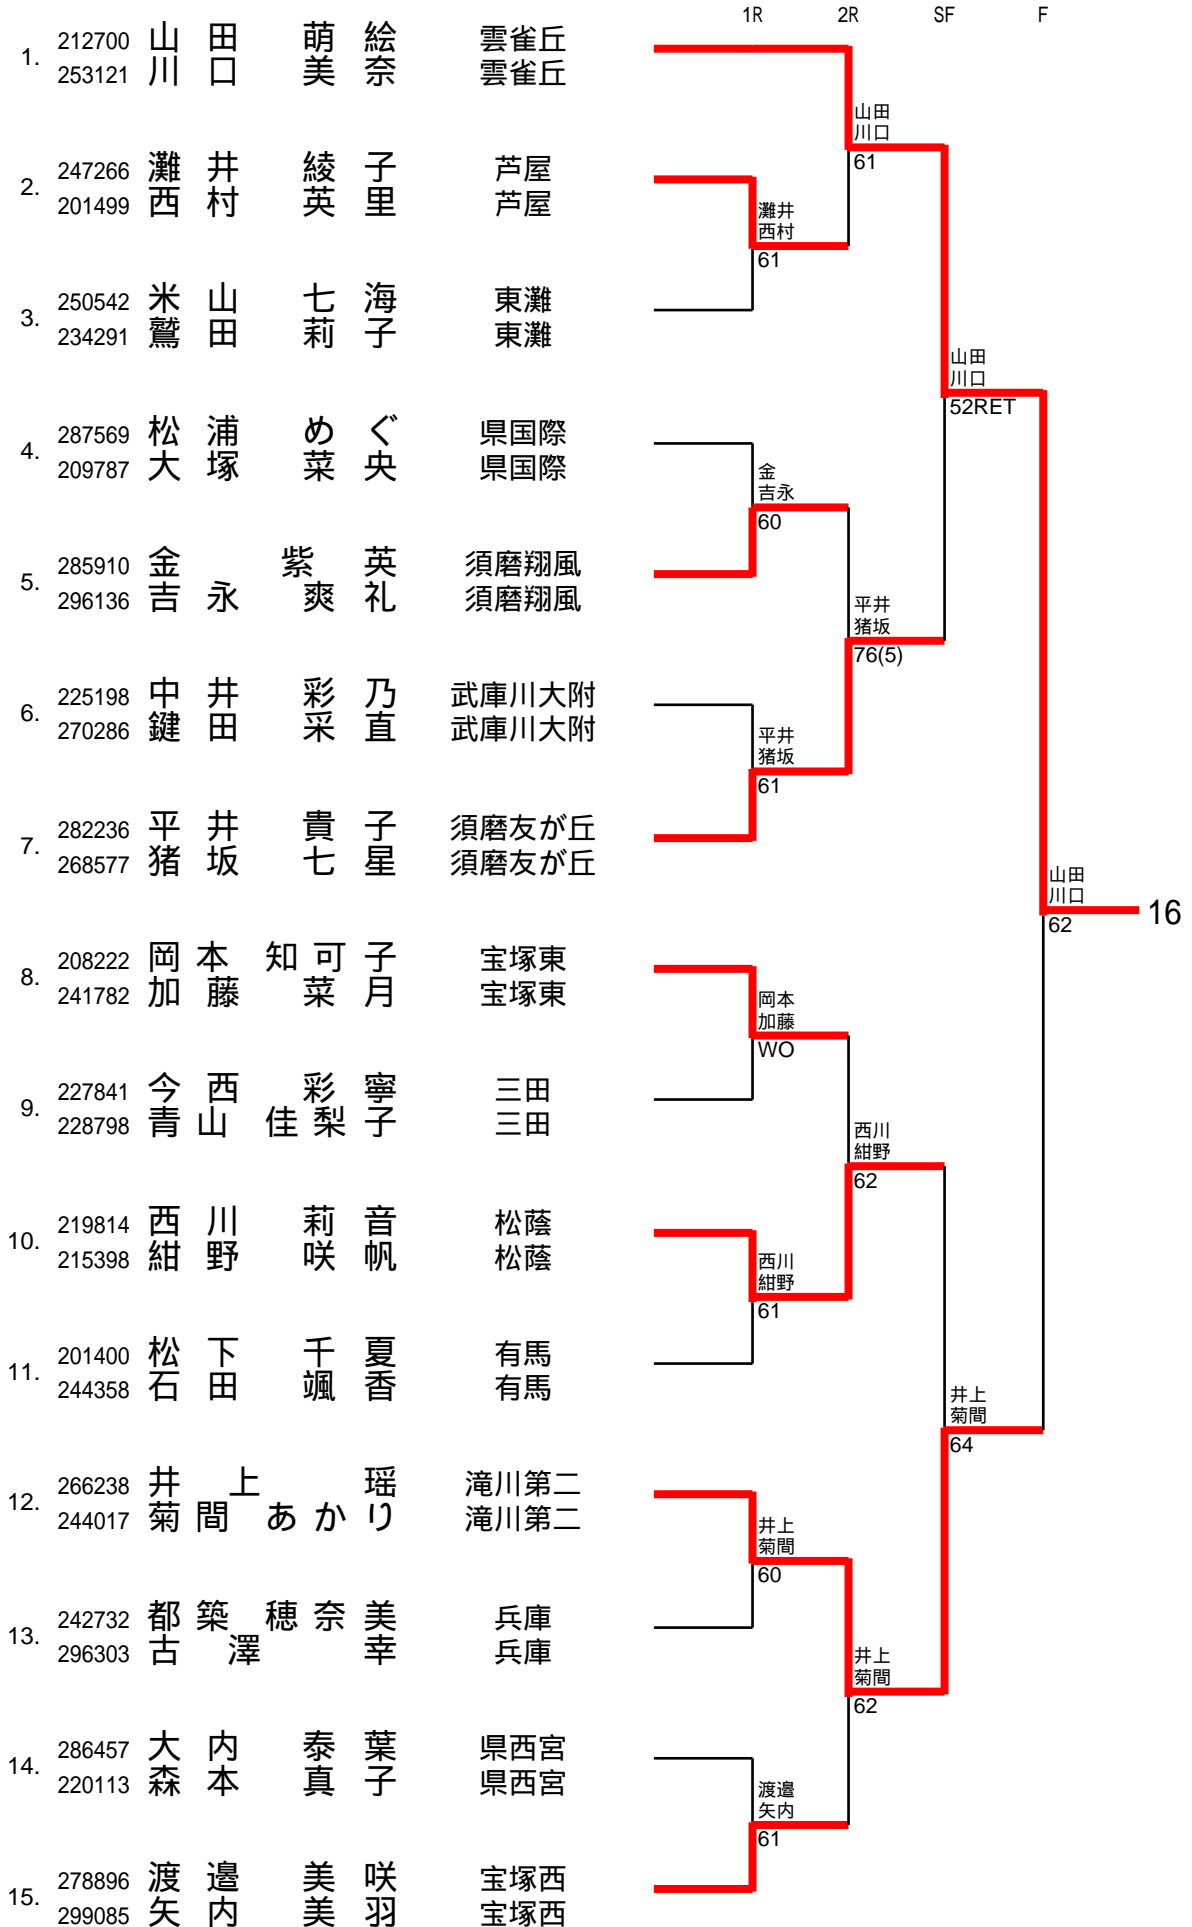 1R 2R SF F
1. 212700 山田 萌絵 雲雀丘
253121 川口 美奈 雲雀丘
2. 247266 灘井 綾子 芦屋
201499 西村 英里 芦屋
3. 250542 米山 七海 東灘
234291 鷲田 莉子 東灘
4. 287569 松浦 めぐ 県国際
209787 大塚 菜央 県国際
5. 285910 金 紫英 須磨翔風
296136 吉永 爽礼 須磨翔風
6. 225198 中井 彩乃 武庫川大附
270286 鍵田 采直 武庫川大附
7. 282236 平井 貴子 須磨友が丘
268577 猪坂 七星 須磨友が丘
8. 208222 岡本 知可子 宝塚東
241782 加藤 菜月 宝塚東
9. 227841 今西 彩寧 三田
228798 青山 佳梨子 三田
10. 219814 西川 莉音 松蔭
215398 紺野 咲帆 松蔭
11. 201400 松下 千夏 有馬
244358 石田 颯香 有馬
12. 266238 井上 瑶 滝川第二
244017 菊間 あかり 滝川第二
13. 242732 都築 穂奈美 兵庫
296303 古澤 幸 兵庫
14. 286457 大内 泰葉 県西宮
220113 森本 真子 県西宮
15. 278896 渡邉 美咲 宝塚西
299085 矢内 美羽 宝塚西
灘井
西村
61
金
吉永
60
平井
猪坂
61
岡本
加藤
WO
西川
紺野
61
井上
菊間
60
渡邉
矢内
61
山田
川口
61
平井
猪坂
76(5)
西川
紺野
62
井上
菊間
62
山田
川口
52RET
井上
菊間
64
山田
川口
62
16